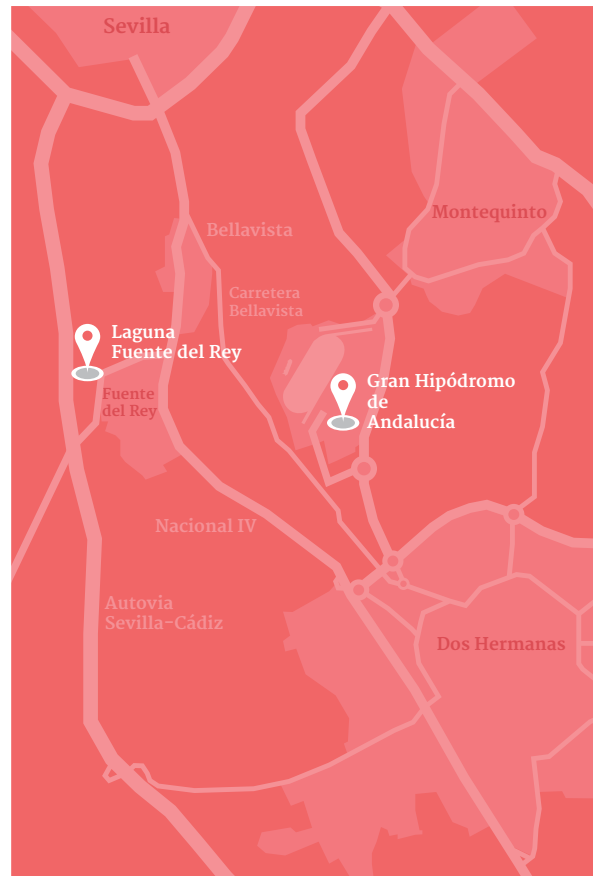 Sevilla
Montequinto
Bellavista
Carretera
Bellavista
Laguna
Fuente del Rey
Gran Hipódromo
de
Andalucía
Fuente
del Rey
Nacional IV
Autovia
Sevilla-Cádiz
Dos Hermanas